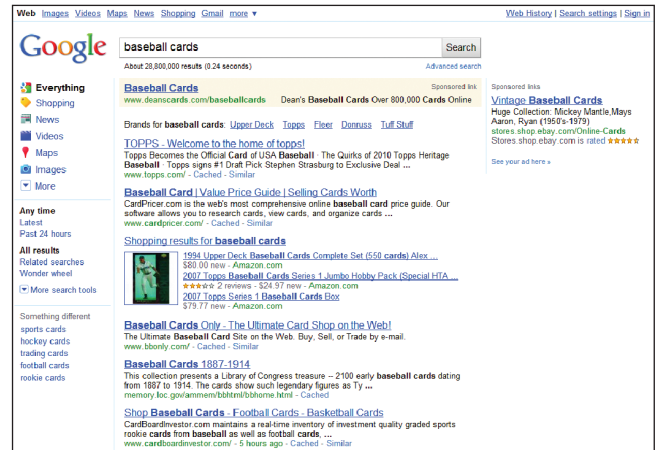 Web Images Videos Maps News Shopping Gmail more ▼
Web History | Search settings | Sign in
Google
baseball cards
Search
About 28,800,000 results (0.24 seconds)
Advanced search
Everything
Shopping
News
Videos
Maps
Images
More
Any time
Latest
Past 24 hours
All results
Related searches
Wonder wheel
More search tools
Something different
sports cards
hockey cards
trading cards
football cards
rookie cards
Baseball Cards
Sponsored link
www.deanscards.com/baseballcards Dean's Baseball Cards Over 800,000 Cards Online
Brands for baseball cards: Upper Deck Topps Fleer Donruss Tuff Stuff
TOPPS - Welcome to the home of topps!
Topps Becomes the Official Card of USA Baseball · The Quirks of 2010 Topps Heritage
Baseball · Topps signs #1 Draft Pick Stephen Strasburg to Exclusive Deal ...
www.topps.com/ - Cached - Similar
Baseball Card | Value Price Guide | Selling Cards Worth
CardPricer.com is the web's most comprehensive online baseball card price guide. Our
software allows you to research cards, view cards, and organize cards ...
www.cardpricer.com/ - Cached - Similar
Shopping results for baseball cards
1994 Upper Deck Baseball Cards Complete Set (550 cards) Alex ...
$80.00 new - Amazon.com
2007 Topps Baseball Cards Series 1 Jumbo Hobby Pack (Special HTA ...
★★★★★ 2 reviews - $24.97 new - Amazon.com
2007 Topps Series 1 Baseball Cards Box
$79.77 new - Amazon.com
Baseball Cards Only - The Ultimate Card Shop on the Web!
The Ultimate Baseball Card Site on the Web. Buy, Sell, or Trade by e-mail.
www.bbonly.com/ - Cached - Similar
Baseball Cards 1887-1914
This collection presents a Library of Congress treasure -- 2100 early baseball cards dating
from 1887 to 1914. The cards show such legendary figures as Ty ...
memory.loc.gov/ammem/bbhtml/bbhome.html - Cached
Shop Baseball Cards - Football Cards - Basketball Cards
CardBoardInvestor.com maintains a real-time inventory of investment quality graded sports
rookie cards from baseball as well as football cards, ...
www.cardboardinvestor.com/ - 5 hours ago - Cached - Similar
Sponsored links
Vintage Baseball Cards
Huge Collection: Mickey Mantle,Mays
Aaron, Ryan (1950's-1979)
stores.shop.ebay.com/Online-Cards
Stores.shop.ebay.com is rated ★★★★★
See your ad here »